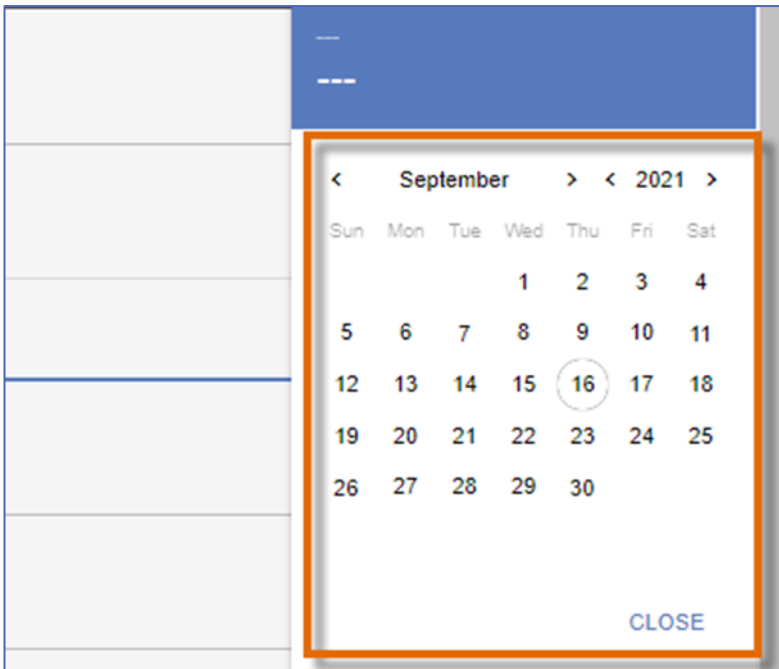 ---
---
< September > < 2021 >
Sun Mon Tue Wed Thu Fri Sat
1 2 3 4
5 6 7 8 9 10 11
12 13 14 15 16 17 18
19 20 21 22 23 24 25
26 27 28 29 30
CLOSE